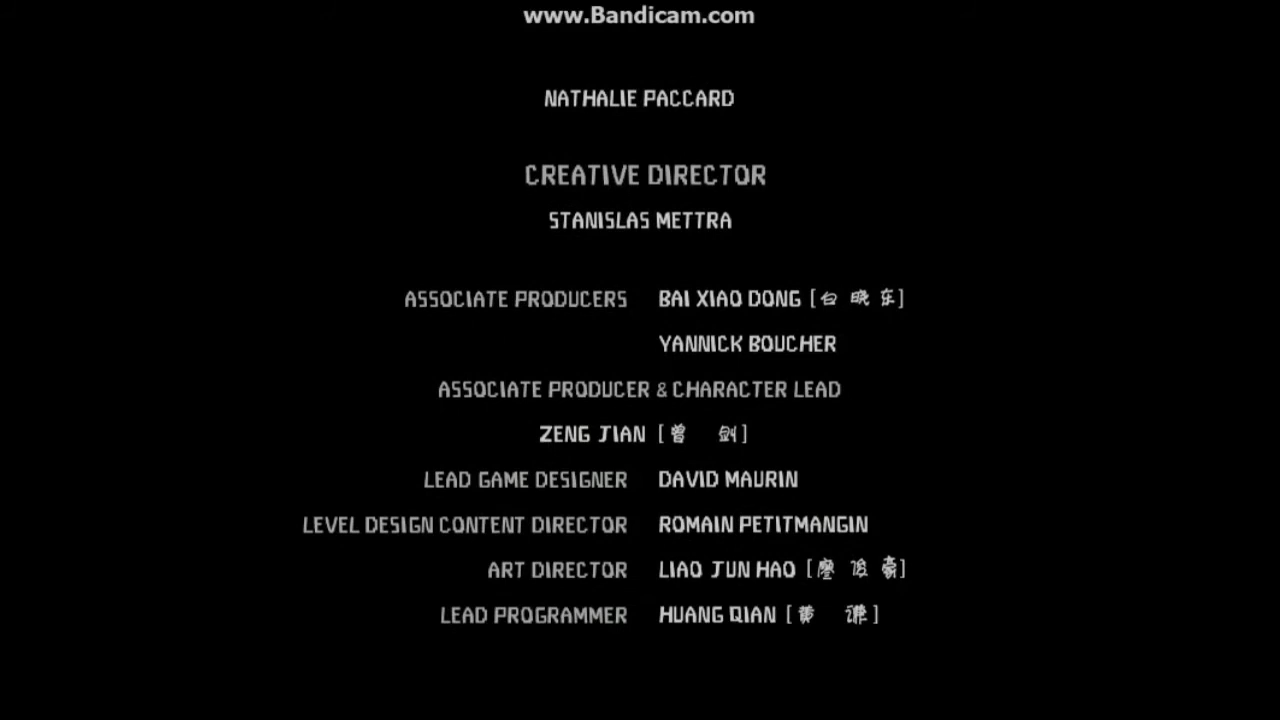 www.Bandicam.com
NATHALIE PACCARD
CREATIVE DIRECTOR
STANISLAS METTRA
ASSOCIATE PRODUCERS BAI XIAO DONG [白 晓 东]
YANNICK BOUCHER
ASSOCIATE PRODUCER & CHARACTER LEAD
ZENG JIAN [曾 剑]
LEAD GAME DESIGNER DAVID MAURIN
LEVEL DESIGN CONTENT DIRECTOR ROMAIN PETITMANGIN
ART DIRECTOR LIAO JUN HAO [廖 俊 豪]
LEAD PROGRAMMER HUANG QIAN [黄 谦]